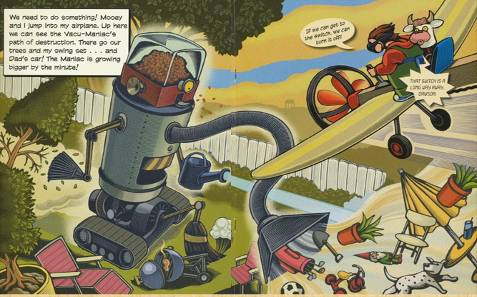 We need to do something! Mooey
and I jump into my airplane. Up here
we can see the Vacu-Maniac's
path of destruction. There go our
trees and my swing set . . . and
Dad's car! The Maniac is growing
bigger by the minute!
If we can get to
the switch, we can
turn it off!
That switch is a
long way away,
Dawson.